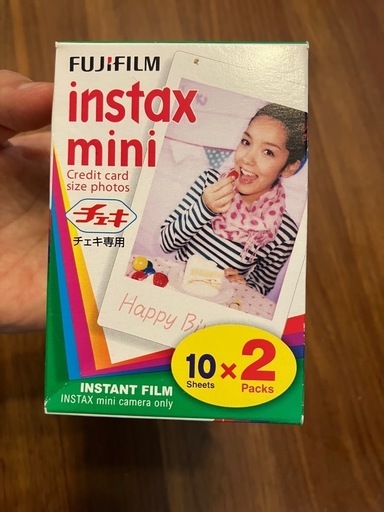 FUJIFILM
instax
mini
Credit card
size photos
チェキ
チェキ専用
Happy Bi
10 × 2
Sheets Packs
INSTANT FILM
INSTAX mini camera only